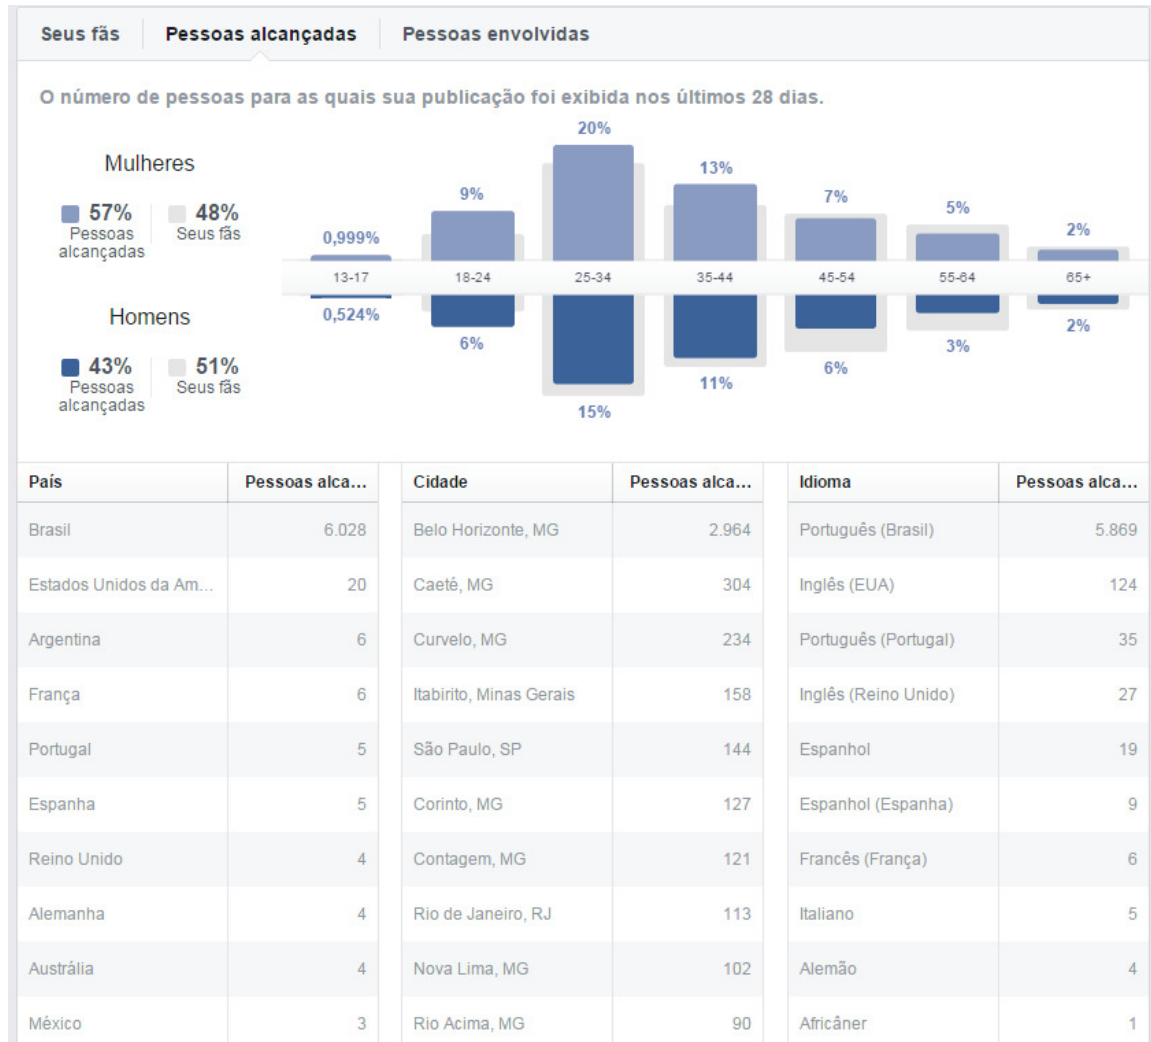 Seus fãs Pessoas alcançadas Pessoas envolvidas
O número de pessoas para as quais sua publicação foi exibida nos últimos 28 dias.
Mulheres
57% 48%
Pessoas alcançadas Seus fãs
0,999% 9% 20% 13% 7% 5% 2%
13-17 18-24 25-34 35-44 45-54 55-64 65+
0,524% 6% 15% 11% 6% 3% 2%
Homens
43% 51%
Pessoas alcançadas Seus fãs
País Pessoas alca... Cidade Pessoas alca... Idioma Pessoas alca...
Brasil 6.028 Belo Horizonte, MG 2.964 Português (Brasil) 5.869
Estados Unidos da Am... 20 Caeté, MG 304 Inglês (EUA) 124
Argentina 6 Curvelo, MG 234 Português (Portugal) 35
França 6 Itabirito, Minas Gerais 158 Inglês (Reino Unido) 27
Portugal 5 São Paulo, SP 144 Espanhol 19
Espanha 5 Corinto, MG 127 Espanhol (Espanha) 9
Reino Unido 4 Contagem, MG 121 Francês (França) 6
Alemanha 4 Rio de Janeiro, RJ 113 Italiano 5
Austrália 4 Nova Lima, MG 102 Alemão 4
México 3 Rio Acima, MG 90 Africâner 1